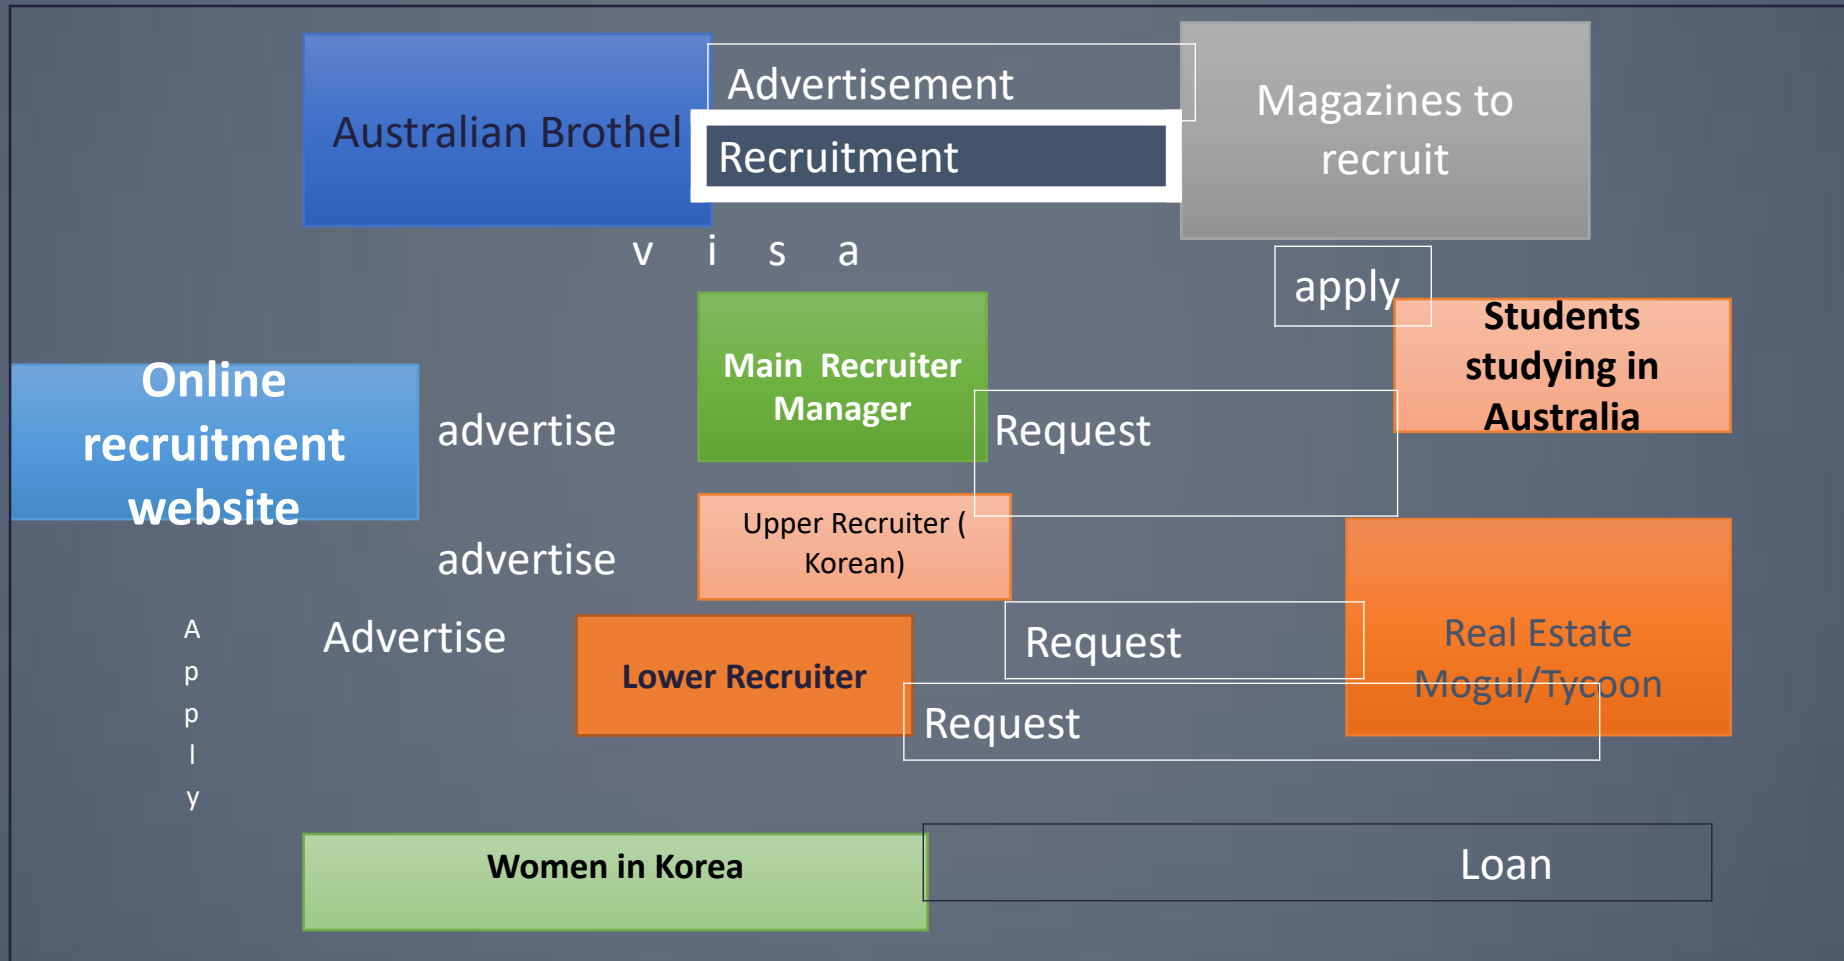 Australian Brothel
Advertisement
Recruitment
Magazines to
recruit
v i s a
apply
Students
studying in
Australia
Main Recruiter
Manager
Online
recruitment
website
advertise
Request
Upper Recruiter (
Korean)
advertise
Advertise
Lower Recruiter
Request
Real Estate
Mogul/Tycoon
Request
A
p
p
l
y
Women in Korea
Loan